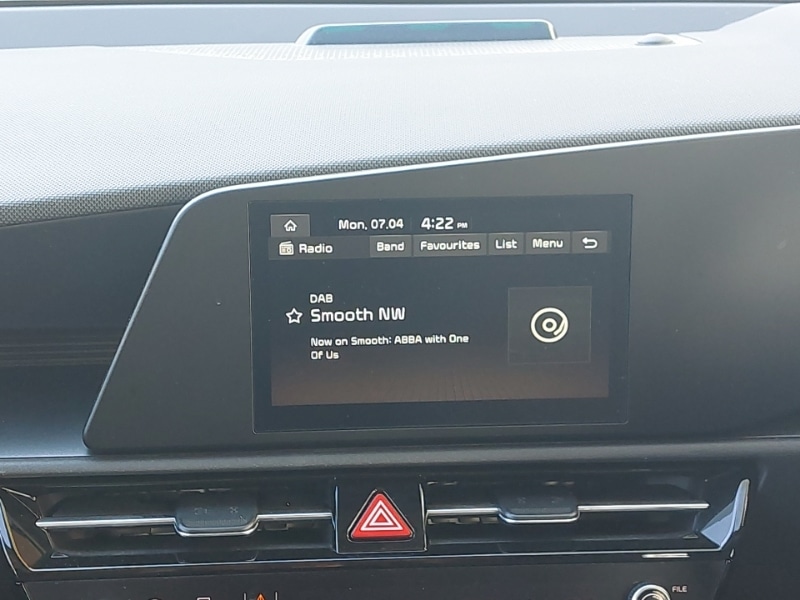 Mon, 07.04 4:22 PM
Radio Band Favourites List Menu
DAB
Smooth NW
Now on Smooth: ABBA with One
Of Us
FILE